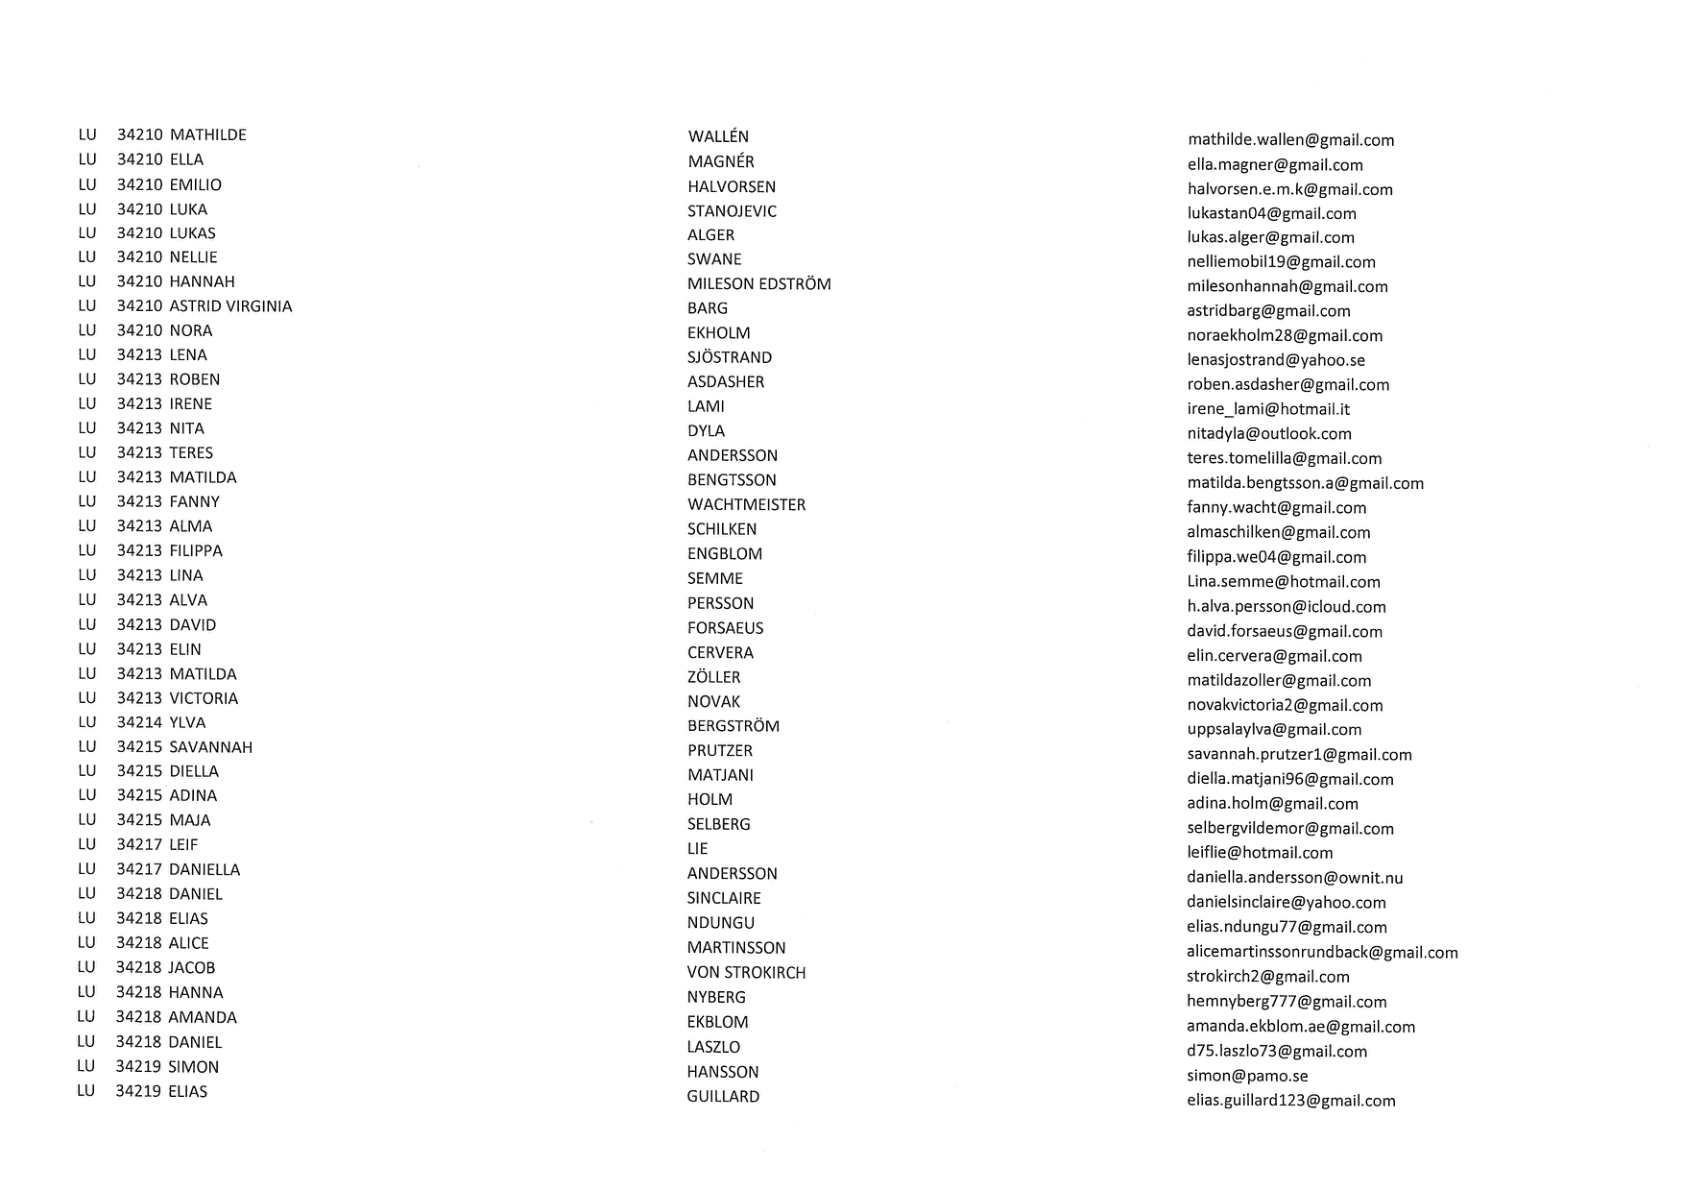 LU 34210 MATHILDE WALLÉN mathilde.wallen@gmail.com
LU 34210 ELLA MAGNÉR ella.magner@gmail.com
LU 34210 EMILIO HALVORSEN halvorsen.e.m.k@gmail.com
LU 34210 LUKA STANOJEVIC lukastan04@gmail.com
LU 34210 LUKAS ALGER lukas.alger@gmail.com
LU 34210 NELLIE SWANE nelliemobil19@gmail.com
LU 34210 HANNAH MILESON EDSTRÖM milesonhannah@gmail.com
LU 34210 ASTRID VIRGINIA BARG astridbarg@gmail.com
LU 34210 NORA EKHOLM noraekholm28@gmail.com
LU 34213 LENA SJÖSTRAND lenasjostrand@yahoo.se
LU 34213 ROBEN ASDASHER roben.asdasher@gmail.com
LU 34213 IRENE LAMI irene_lami@hotmail.it
LU 34213 NITA DYLA nitadyla@outlook.com
LU 34213 TERES ANDERSSON teres.tomelilla@gmail.com
LU 34213 MATILDA BENGTSSON matilda.bengtsson.a@gmail.com
LU 34213 FANNY WACHTMEISTER fanny.wacht@gmail.com
LU 34213 ALMA SCHILKEN almaschilken@gmail.com
LU 34213 FILIPPA ENGBLOM filippa.we04@gmail.com
LU 34213 LINA SEMME Lina.semme@hotmail.com
LU 34213 ALVA PERSSON h.alva.persson@icloud.com
LU 34213 DAVID FORSAEUS david.forsaeus@gmail.com
LU 34213 ELIN CERVERA elin.cervera@gmail.com
LU 34213 MATILDA ZÖLLER matildazoller@gmail.com
LU 34213 VICTORIA NOVAK novakvictoria2@gmail.com
LU 34214 YLVA BERGSTRÖM uppsalaylva@gmail.com
LU 34215 SAVANNAH PRUTZER savannah.prutzer1@gmail.com
LU 34215 DIELLA MATJANI diella.matjani96@gmail.com
LU 34215 ADINA HOLM adina.holm@gmail.com
LU 34215 MAJA SELBERG selbergvildemor@gmail.com
LU 34217 LEIF LIE leiflie@hotmail.com
LU 34217 DANIELLA ANDERSSON daniella.andersson@ownit.nu
LU 34218 DANIEL SINCLAIRE danielsinclaire@yahoo.com
LU 34218 ELIAS NDUNGU elias.ndungu77@gmail.com
LU 34218 ALICE MARTINSSON alicemartinssonrundback@gmail.com
LU 34218 JACOB VON STROKIRCH strokirch2@gmail.com
LU 34218 HANNA NYBERG hemnyberg777@gmail.com
LU 34218 AMANDA EKBLOM amanda.ekblom.ae@gmail.com
LU 34218 DANIEL LASZLO d75.laszlo73@gmail.com
LU 34219 SIMON HANSSON simon@pamo.se
LU 34219 ELIAS GUILLARD elias.guillard123@gmail.com